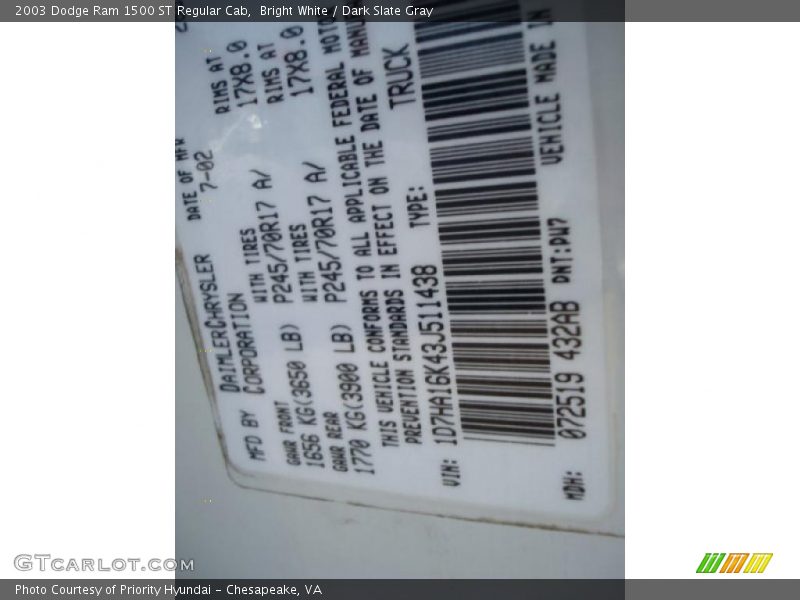 2003 Dodge Ram 1500 ST Regular Cab,  Bright White / Dark Slate Gray
MFD BY DAIMLERCHRYSLER CORPORATION
DATE OF MFR 7-02
GAWR FRONT WITH TIRES RIMS AT
1656 KG(3650 LB) P245/70R17 A/ 17X8.0
GAWR REAR WITH TIRES RIMS AT
1770 KG(3900 LB) P245/70R17 A/ 17X8.0
THIS VEHICLE CONFORMS TO ALL APPLICABLE FEDERAL
PREVENTION STANDARDS IN EFFECT ON THE DATE OF
VIN: 1D7HA16K43J511438 TYPE: TRUCK
MDH: 072519 432AB PNT:PW7 VEHICLE MADE IN
GTCARLOT.COM
Photo Courtesy of Priority Hyundai – Chesapeake, VA